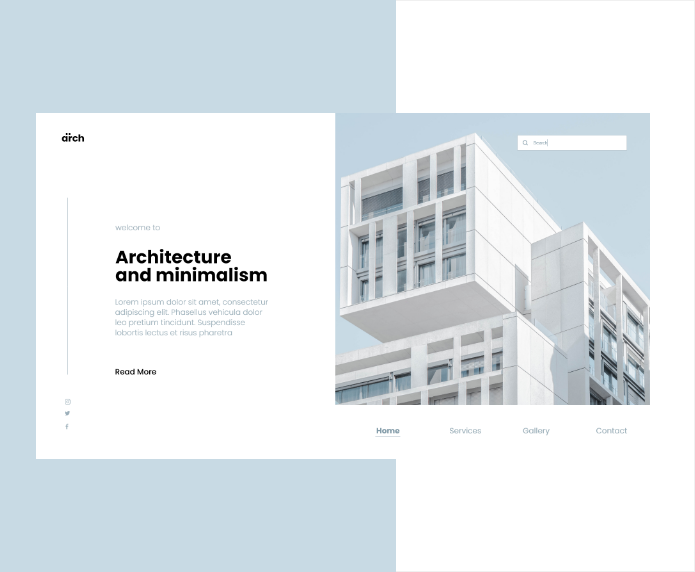 ärch
Search
welcome to
Architecture
and minimalism
Lorem ipsum dolor sit amet, consectetur
adipiscing elit. Phasellus vehicula dolor
leo pretium tincidunt. Suspendisse
lobortis lectus et risus pharetra
Read More
Home Services Gallery Contact